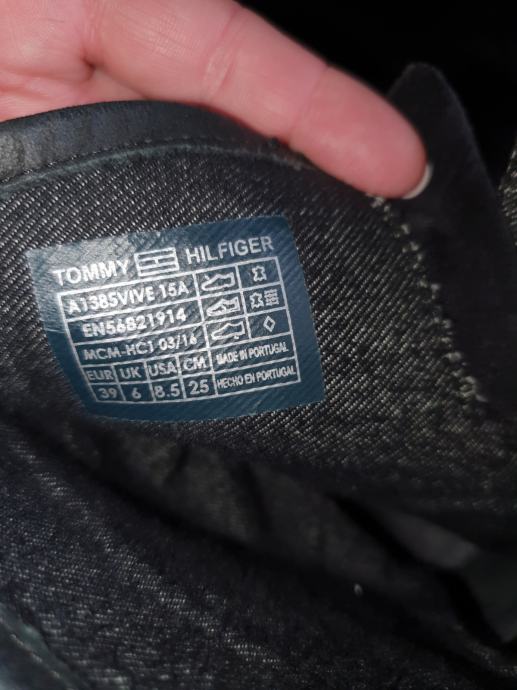 TOMMY HILFIGER
A1385VIVE 15A
EN56821914
MCM-HC1 03/16
EUR UK USA CM MADE IN PORTUGAL
39 6 8.5 25 HECHO EN PORTUGAL